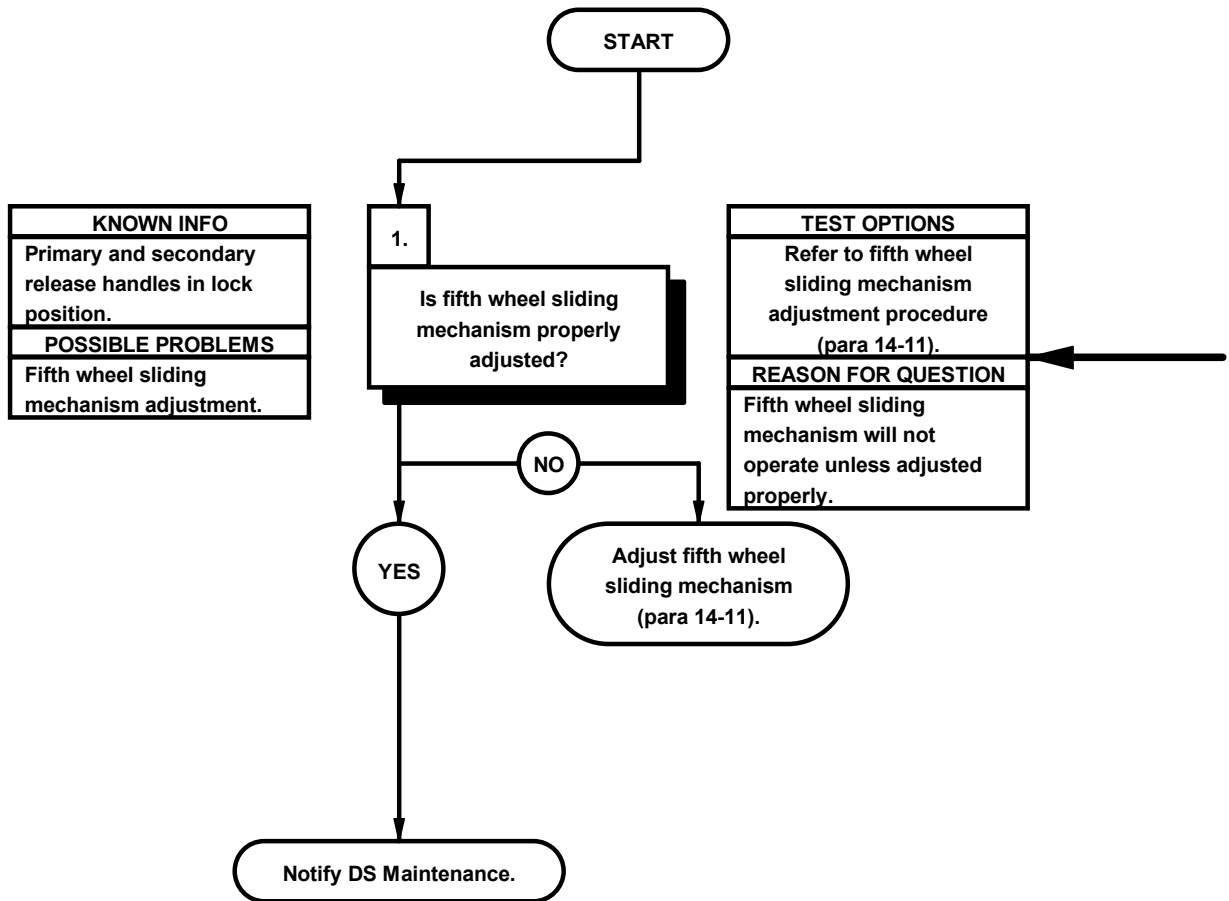 START
KNOWN INFO
Primary and secondary
release handles in lock
position.
POSSIBLE PROBLEMS
Fifth wheel sliding
mechanism adjustment.
1.
Is fifth wheel sliding
mechanism properly
adjusted?
TEST OPTIONS
Refer to fifth wheel
sliding mechanism
adjustment procedure
(para 14-11).
REASON FOR QUESTION
Fifth wheel sliding
mechanism will not
operate unless adjusted
properly.
NO
YES
Adjust fifth wheel
sliding mechanism
(para 14-11).
Notify DS Maintenance.